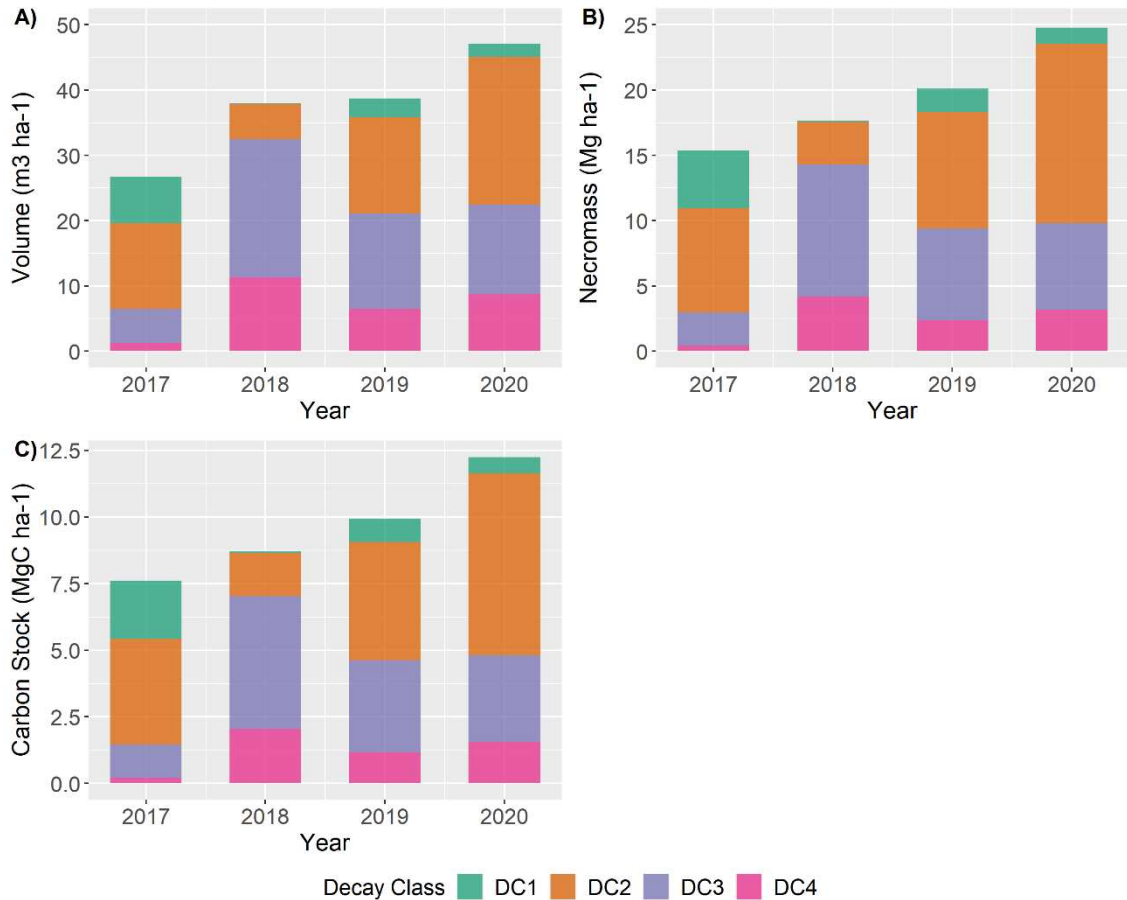 A)
Volume (m3 ha-1)
50
40
30
20
10
0
2017 2018 2019 2020
Year
B)
Necromass (Mg ha-1)
25
20
15
10
5
0
2017 2018 2019 2020
Year
C)
Carbon Stock (MgC ha-1)
12.5
10.0
7.5
5.0
2.5
0.0
2017 2018 2019 2020
Year
Decay Class DC1 DC2 DC3 DC4